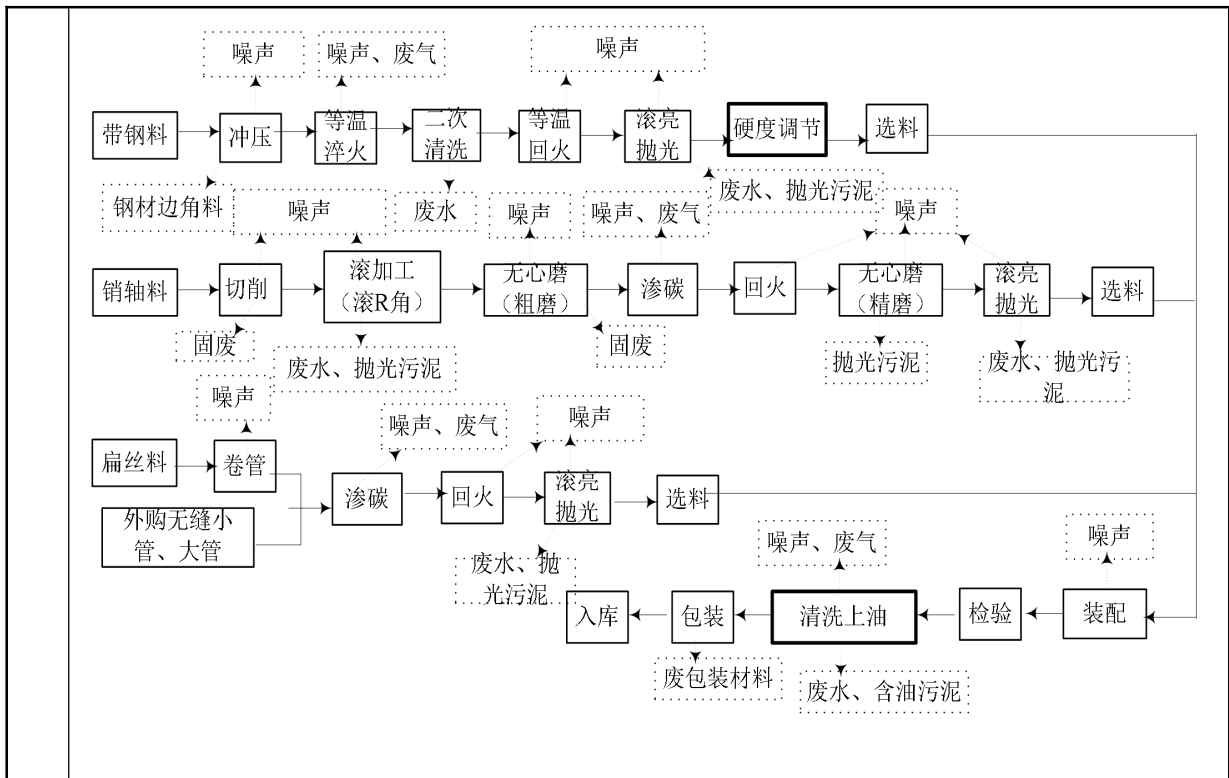 噪声
噪声、废气
噪声
带钢料
冲压
等温
淬火
二次
清洗
等温
回火
滚亮
抛光
硬度调节
选料
钢材边角料
噪声
废水
噪声
噪声、废气
废水、抛光污泥
噪声
销轴料
切削
滚加工
（滚R角）
无心磨
（粗磨）
渗碳
回火
无心磨
（精磨）
滚亮
抛光
选料
固废
废水、抛光污泥
固废
抛光污泥
废水、抛光污
泥
噪声
噪声、废气
噪声
扁丝料
卷管
渗碳
回火
滚亮
抛光
选料
外购无缝小
管、大管
废水、抛
光污泥
噪声、废气
噪声
入库
包装
清洗上油
检验
装配
废包装材料
废水、含油污泥